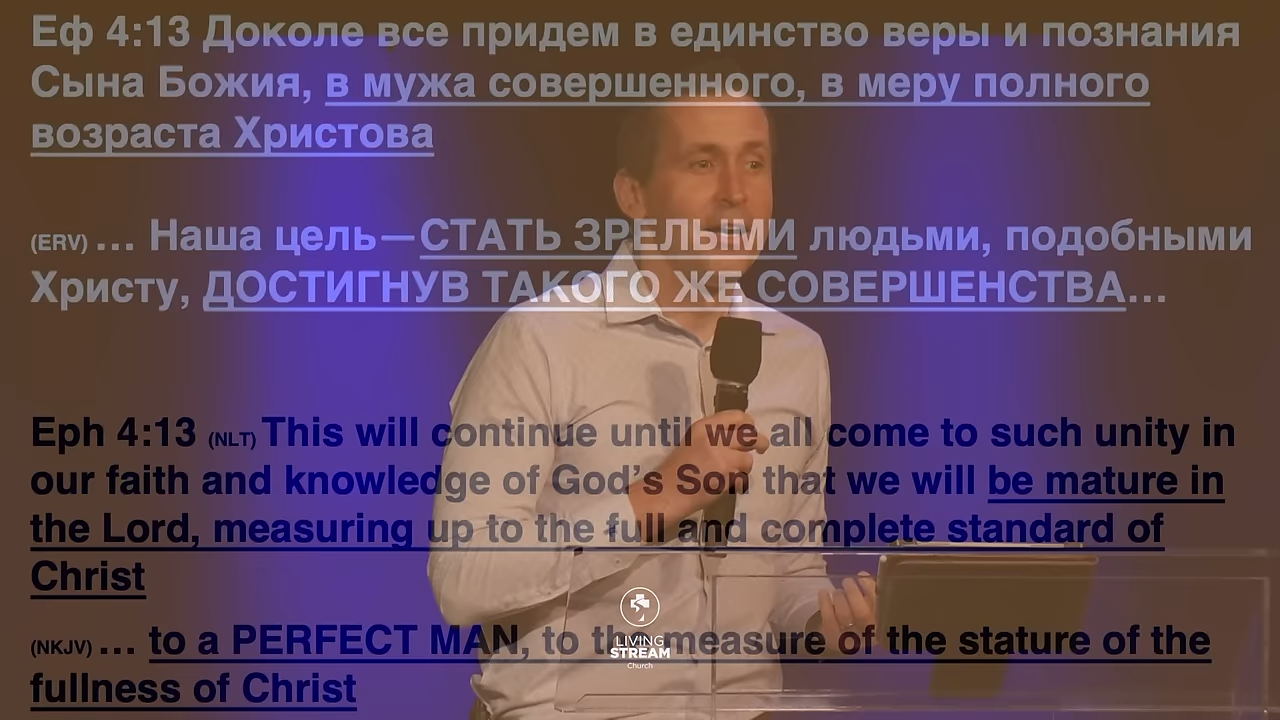 Еф 4:13 Доколе все придем в единство веры и познания
Сына Божия, в мужа совершенного, в меру полного
возраста Христова
(ERV) ... Наша цель—СТАТЬ ЗРЕЛЫМИ людьми, подобными
Христу, ДОСТИГНУВ ТАКОГО ЖЕ СОВЕРШЕНСТВА...
Eph 4:13 (NLT) This will continue until we all come to such unity in
our faith and knowledge of God’s Son that we will be mature in
the Lord, measuring up to the full and complete standard of
Christ
(NKJV) ... to a PERFECT MAN, to the measure of the stature of the
fullness of Christ
LIVING
STREAM
Church